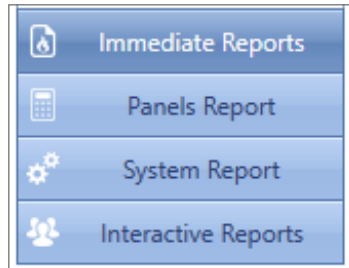 Immediate Reports
Panels Report
System Report
Interactive Reports